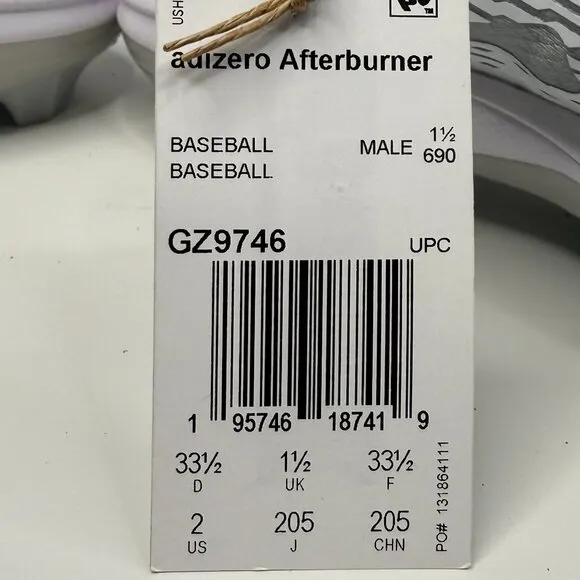 USH
adizero Afterburner
BASEBALL MALE 1½
BASEBALL 690
GZ9746 UPC
1 95746 18741 9
33½ 1½ 33½
D UK F
2 205 205
US J CHN
PO# 131864111